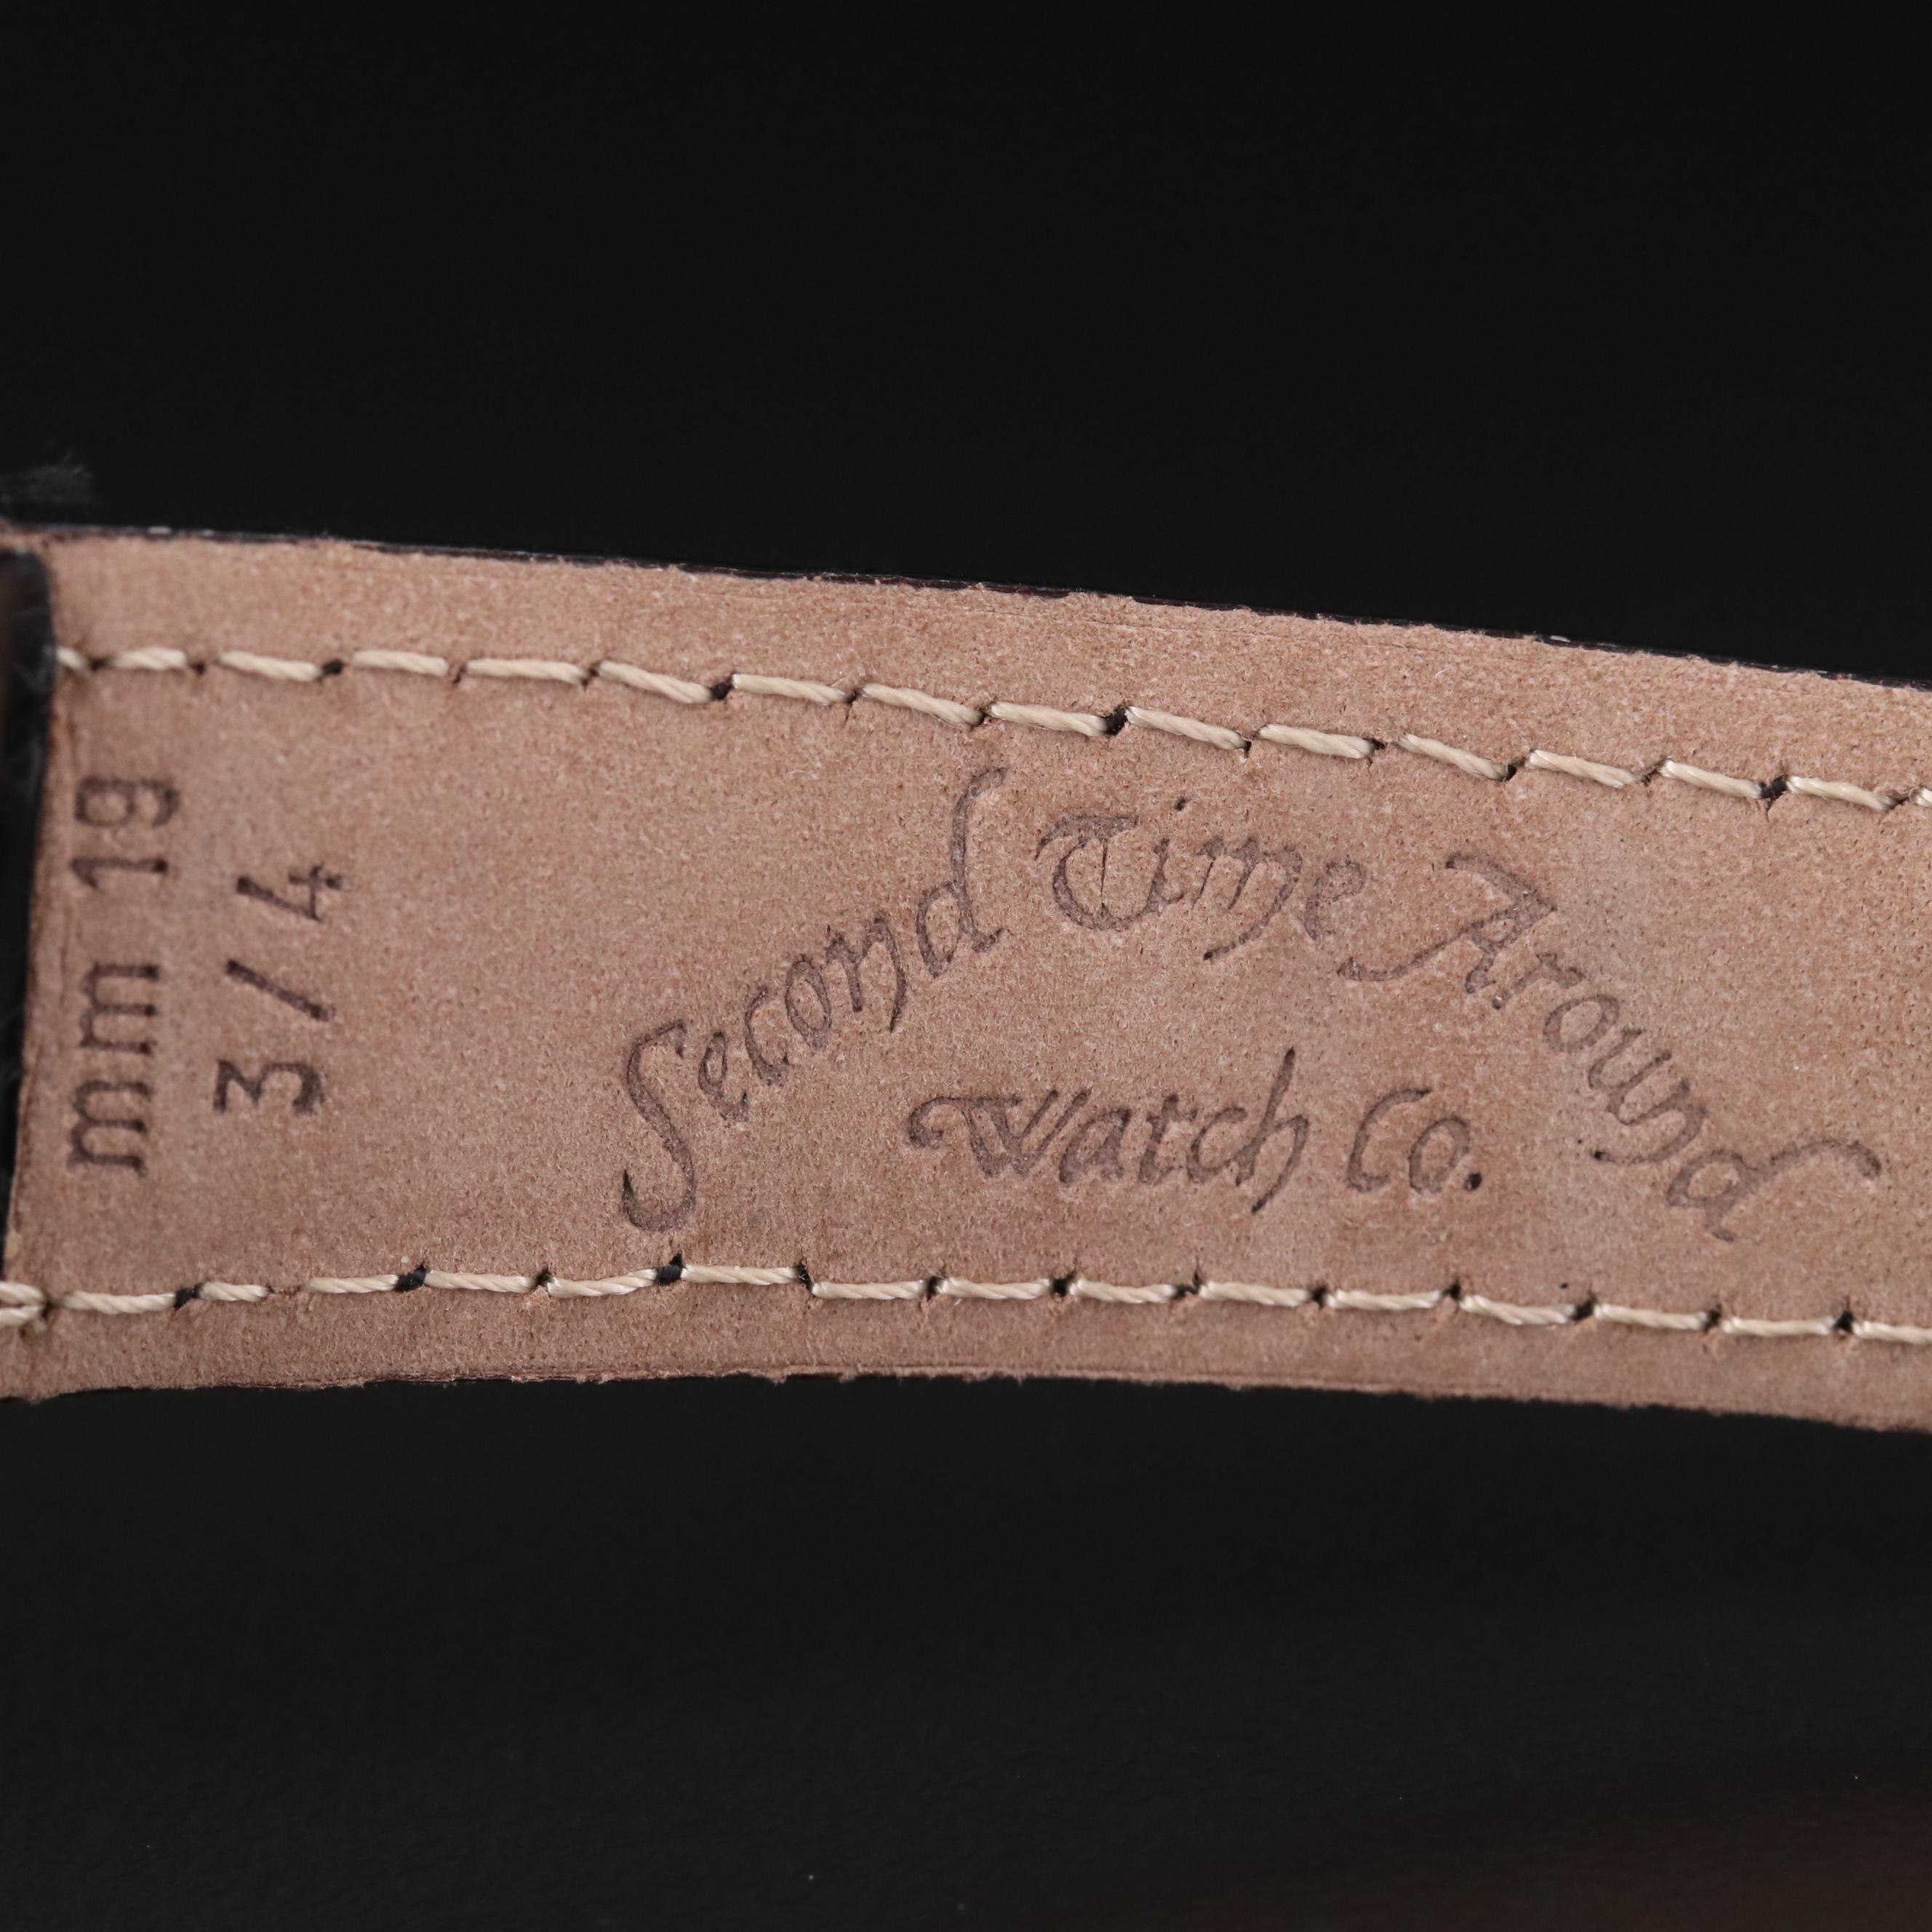 mm 19
3/4
Second Time Around
Watch Co.